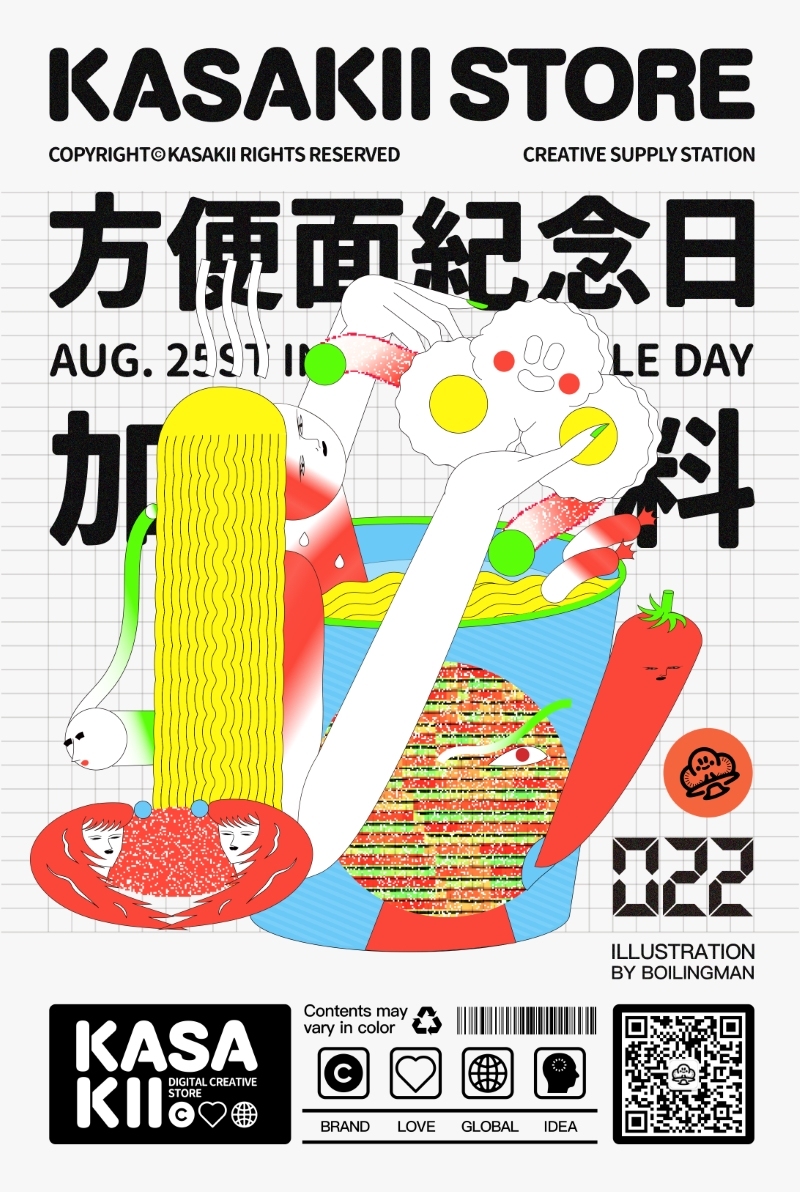 KASAKII STORE
COPYRIGHT©KASAKII RIGHTS RESERVED
CREATIVE SUPPLY STATION
方便面紀念日
AUG. 25ST IN LE DAY
加 料
022
ILLUSTRATION
BY BOILINGMAN
KASA
KII
DIGITAL CREATIVE
STORE
Contents may
vary in color
BRAND LOVE GLOBAL IDEA